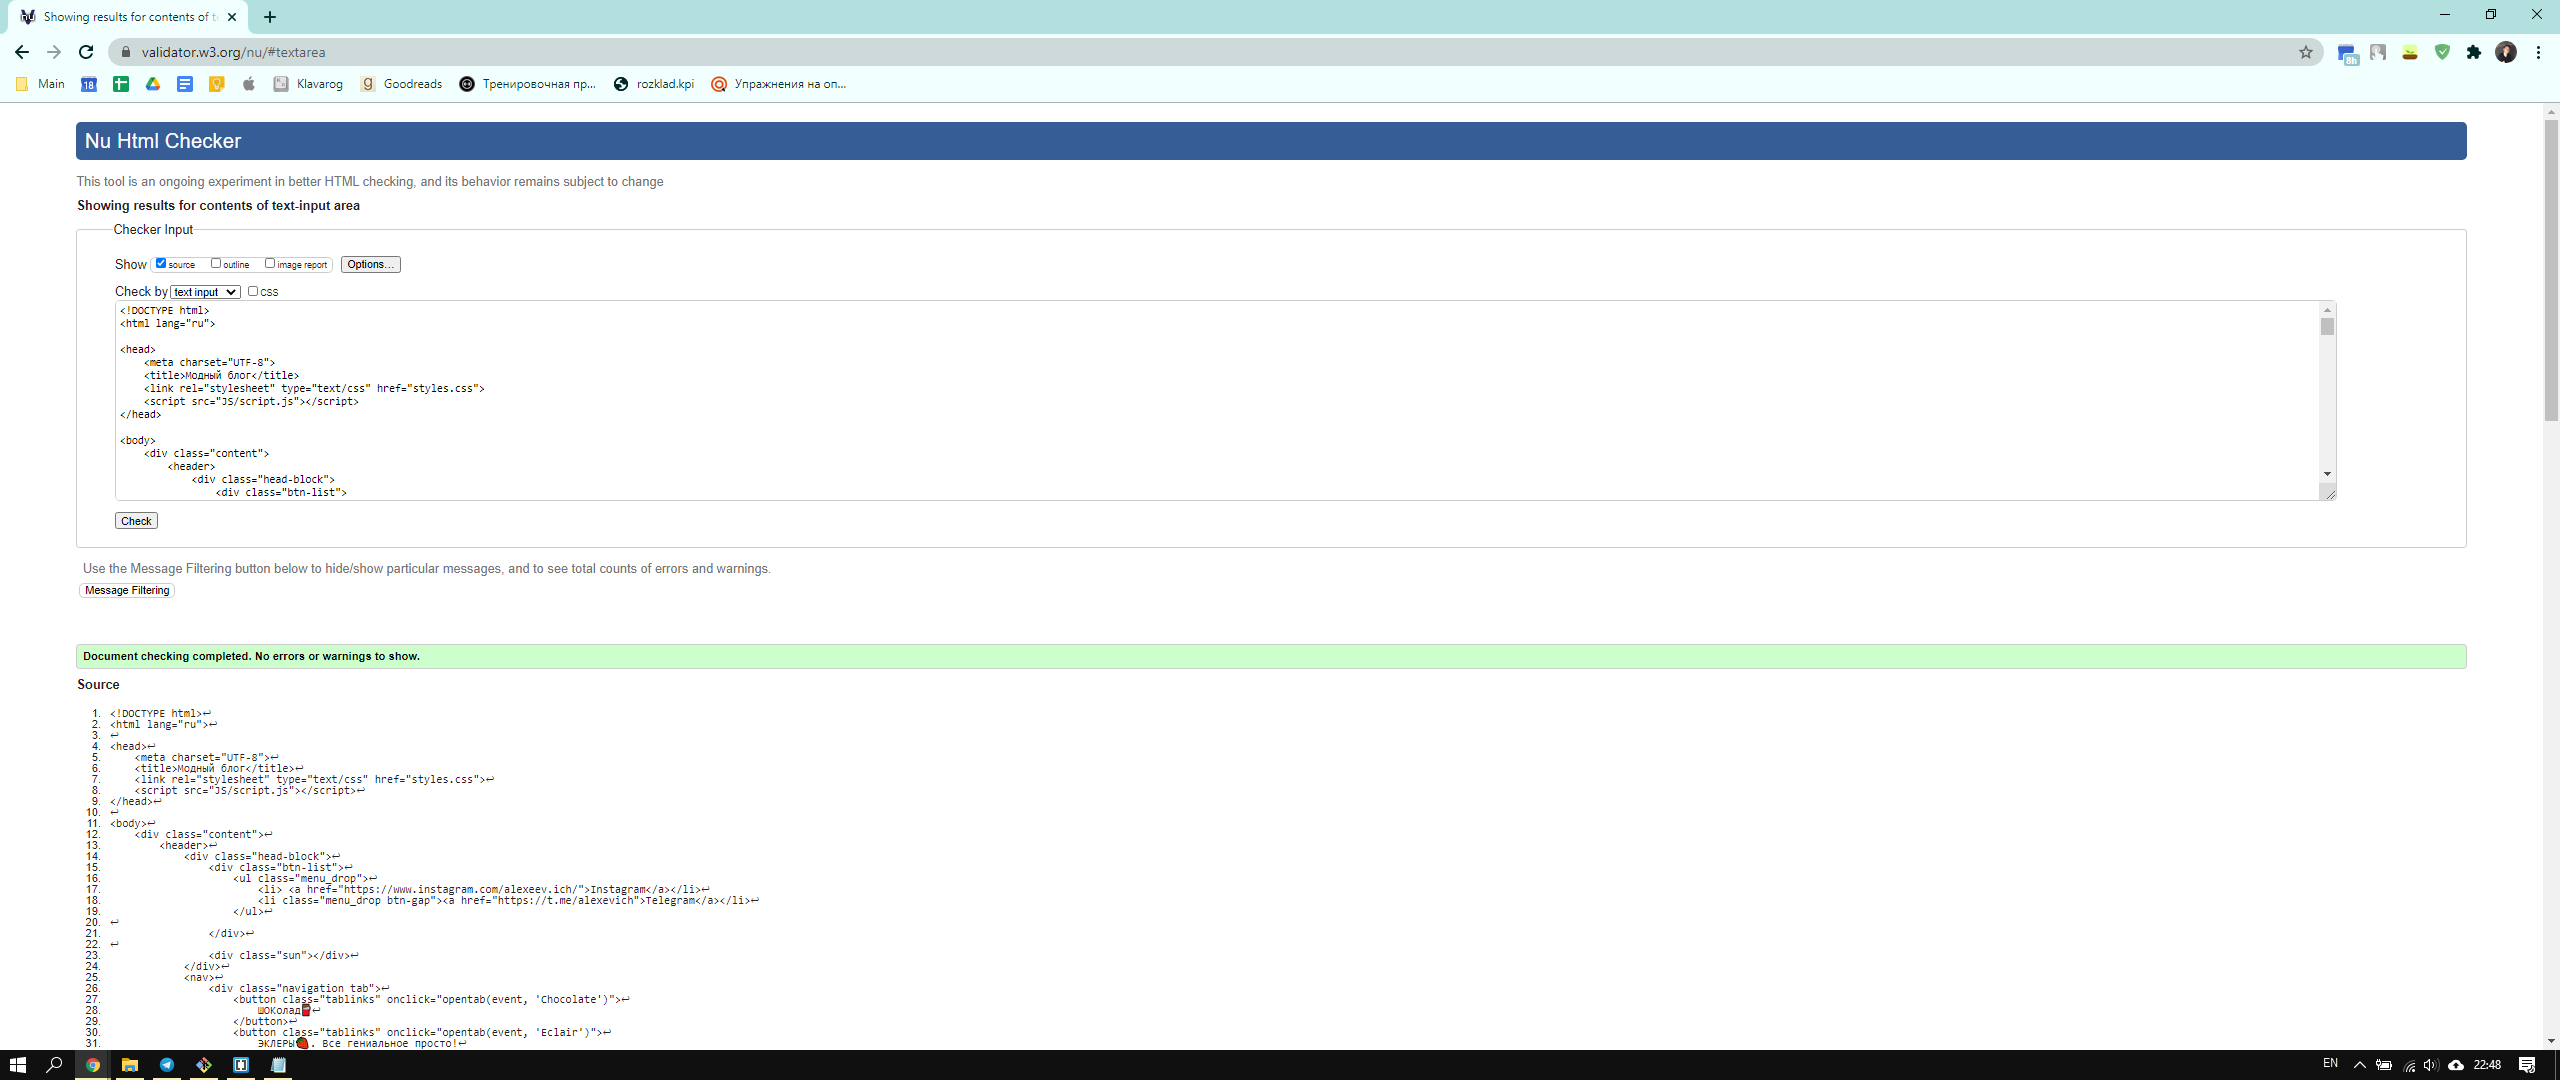 Showing results for contents of t
validator.w3.org/nu/#textarea
8h
Main
18
Klavarog
Goodreads
Тренировочная пр...
rozklad.kpi
Упражнения на оп...
Nu Html Checker
This tool is an ongoing experiment in better HTML checking, and its behavior remains subject to change
Showing results for contents of text-input area
Checker Input
Show source outline image report Options...
Check by text input css
<!DOCTYPE html>
<html lang="ru">
<head>
<meta charset="UTF-8">
<title>Модный блог</title>
<link rel="stylesheet" type="text/css" href="styles.css">
<script src="JS/script.js"></script>
</head>
<body>
<div class="content">
<header>
<div class="head-block">
<div class="btn-list">
Check
Use the Message Filtering button below to hide/show particular messages, and to see total counts of errors and warnings.
Message Filtering
Document checking completed. No errors or warnings to show.
Source
1. <!DOCTYPE html>↩
2. <html lang="ru">↩
3. ↩
4. <head>↩
5. <meta charset="UTF-8">↩
6. <title>Модный блог</title>↩
7. <link rel="stylesheet" type="text/css" href="styles.css">↩
8. <script src="JS/script.js"></script>↩
9. </head>↩
10. ↩
11. <body>↩
12. <div class="content">↩
13. <header>↩
14. <div class="head-block">↩
15. <div class="btn-list">↩
16. <ul class="menu_drop">↩
17. <li> <a href="https://www.instagram.com/alexeev.ich/">Instagram</a></li>↩
18. <li class="menu_drop btn-gap"><a href="https://t.me/alexevich">Telegram</a></li>↩
19. </ul>↩
20. ↩
21. </div>↩
22. ↩
23. <div class="sun"></div>↩
24. </div>↩
25. <nav>↩
26. <div class="navigation tab">↩
27. <button class="tablinks" onclick="opentab(event, 'Chocolate')">↩
28. ШОКолад🍫↩
29. </button>↩
30. <button class="tablinks" onclick="opentab(event, 'Eclair')">↩
31. ЭКЛЕРЫ🍓. Все гениальное просто!↩
EN
22:48